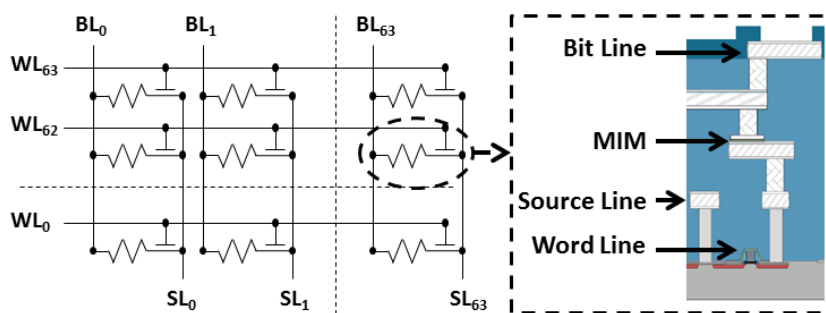 BL₀ BL₁ BL₆₃
WL₆₃
WL₆₂
WL₀
SL₀ SL₁ SL₆₃
Bit Line
MIM
Source Line
Word Line